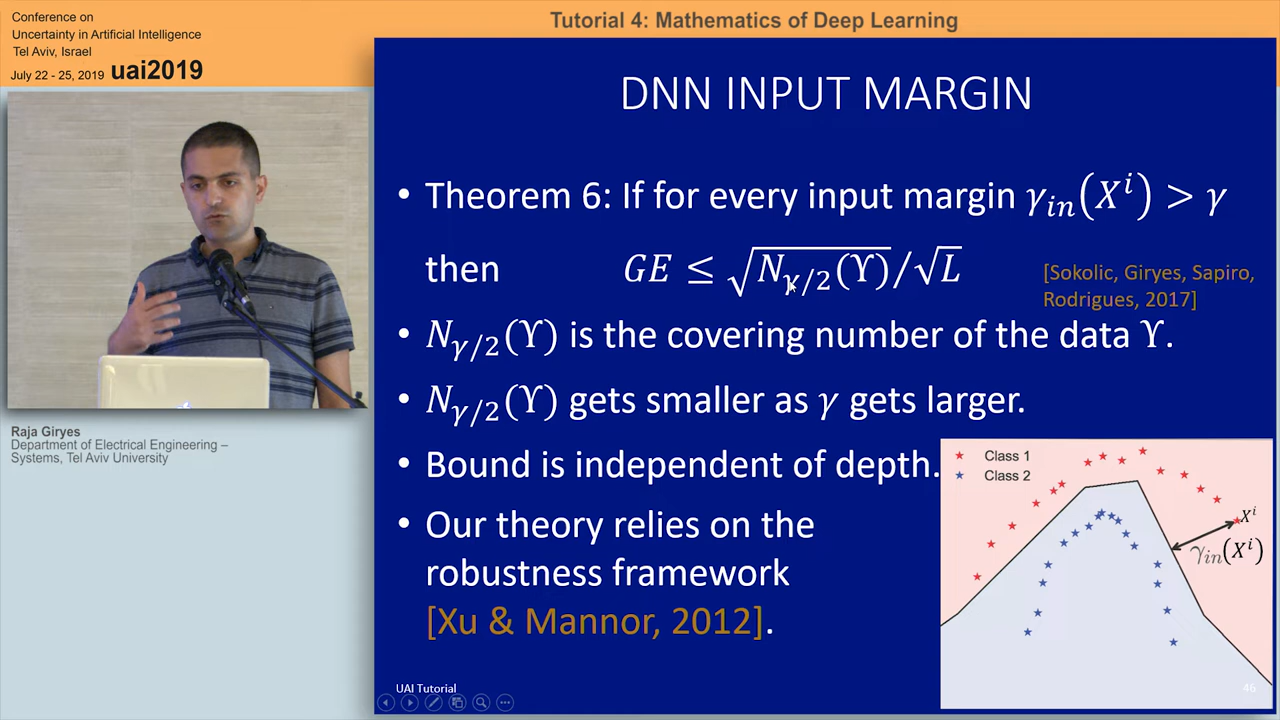 Conference on
Uncertainty in Artificial Intelligence
Tel Aviv, Israel
July 22 - 25, 2019 uai2019
Tutorial 4: Mathematics of Deep Learning
Raja Giryes
Department of Electrical Engineering –
Systems, Tel Aviv University
DNN INPUT MARGIN
• Theorem 6: If for every input margin γ_in(X^i) > γ
then GE ≤ √N_γ/2(ϒ)/√L
[Sokolic, Giryes, Sapiro,
Rodrigues, 2017]
• N_γ/2(ϒ) is the covering number of the data ϒ.
• N_γ/2(ϒ) gets smaller as γ gets larger.
• Bound is independent of depth.
• Our theory relies on the
robustness framework
[Xu & Mannor, 2012].
Class 1
Class 2
X^i
γ_in(X^i)
UAI Tutorial
46